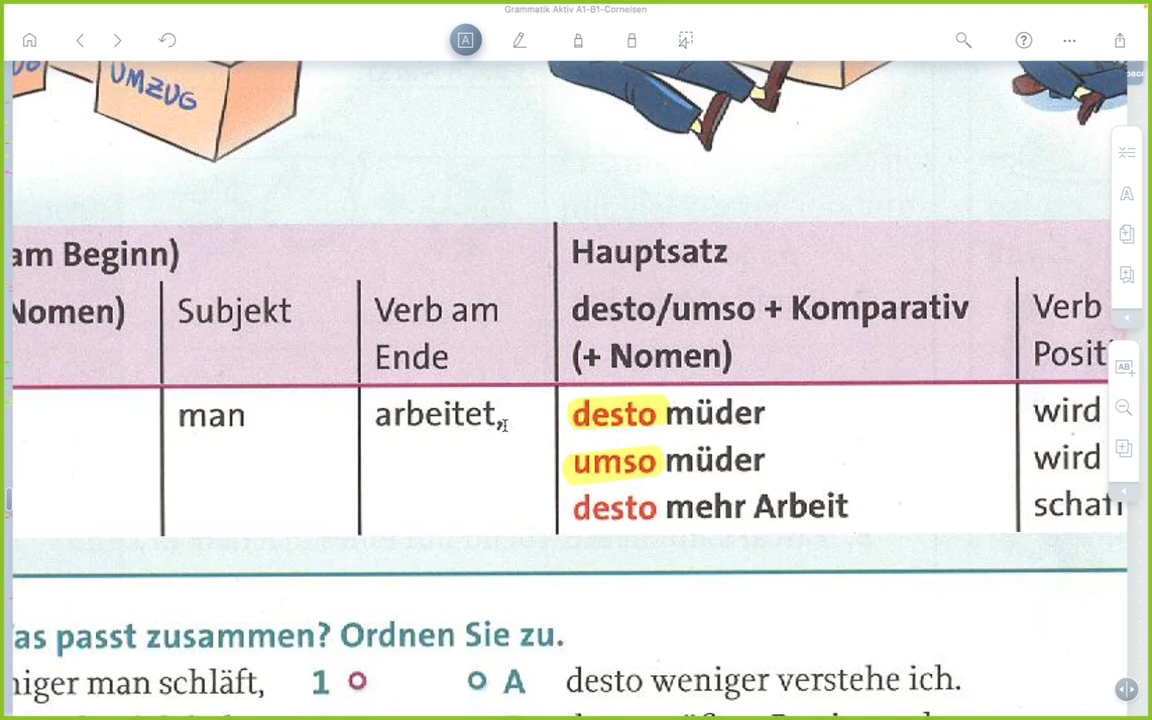 Grammatik Aktiv A1-B1-Cornelsen
UMZUG
am Beginn)
Hauptsatz
Nomen)
Subjekt
Verb am
Ende
desto/umso + Komparativ
(+ Nomen)
Verb
Posit
man
arbeitet,
desto müder
wird
umso müder
wird
desto mehr Arbeit
schaff
as passt zusammen? Ordnen Sie zu.
niger man schläft,
1
A
desto weniger verstehe ich.